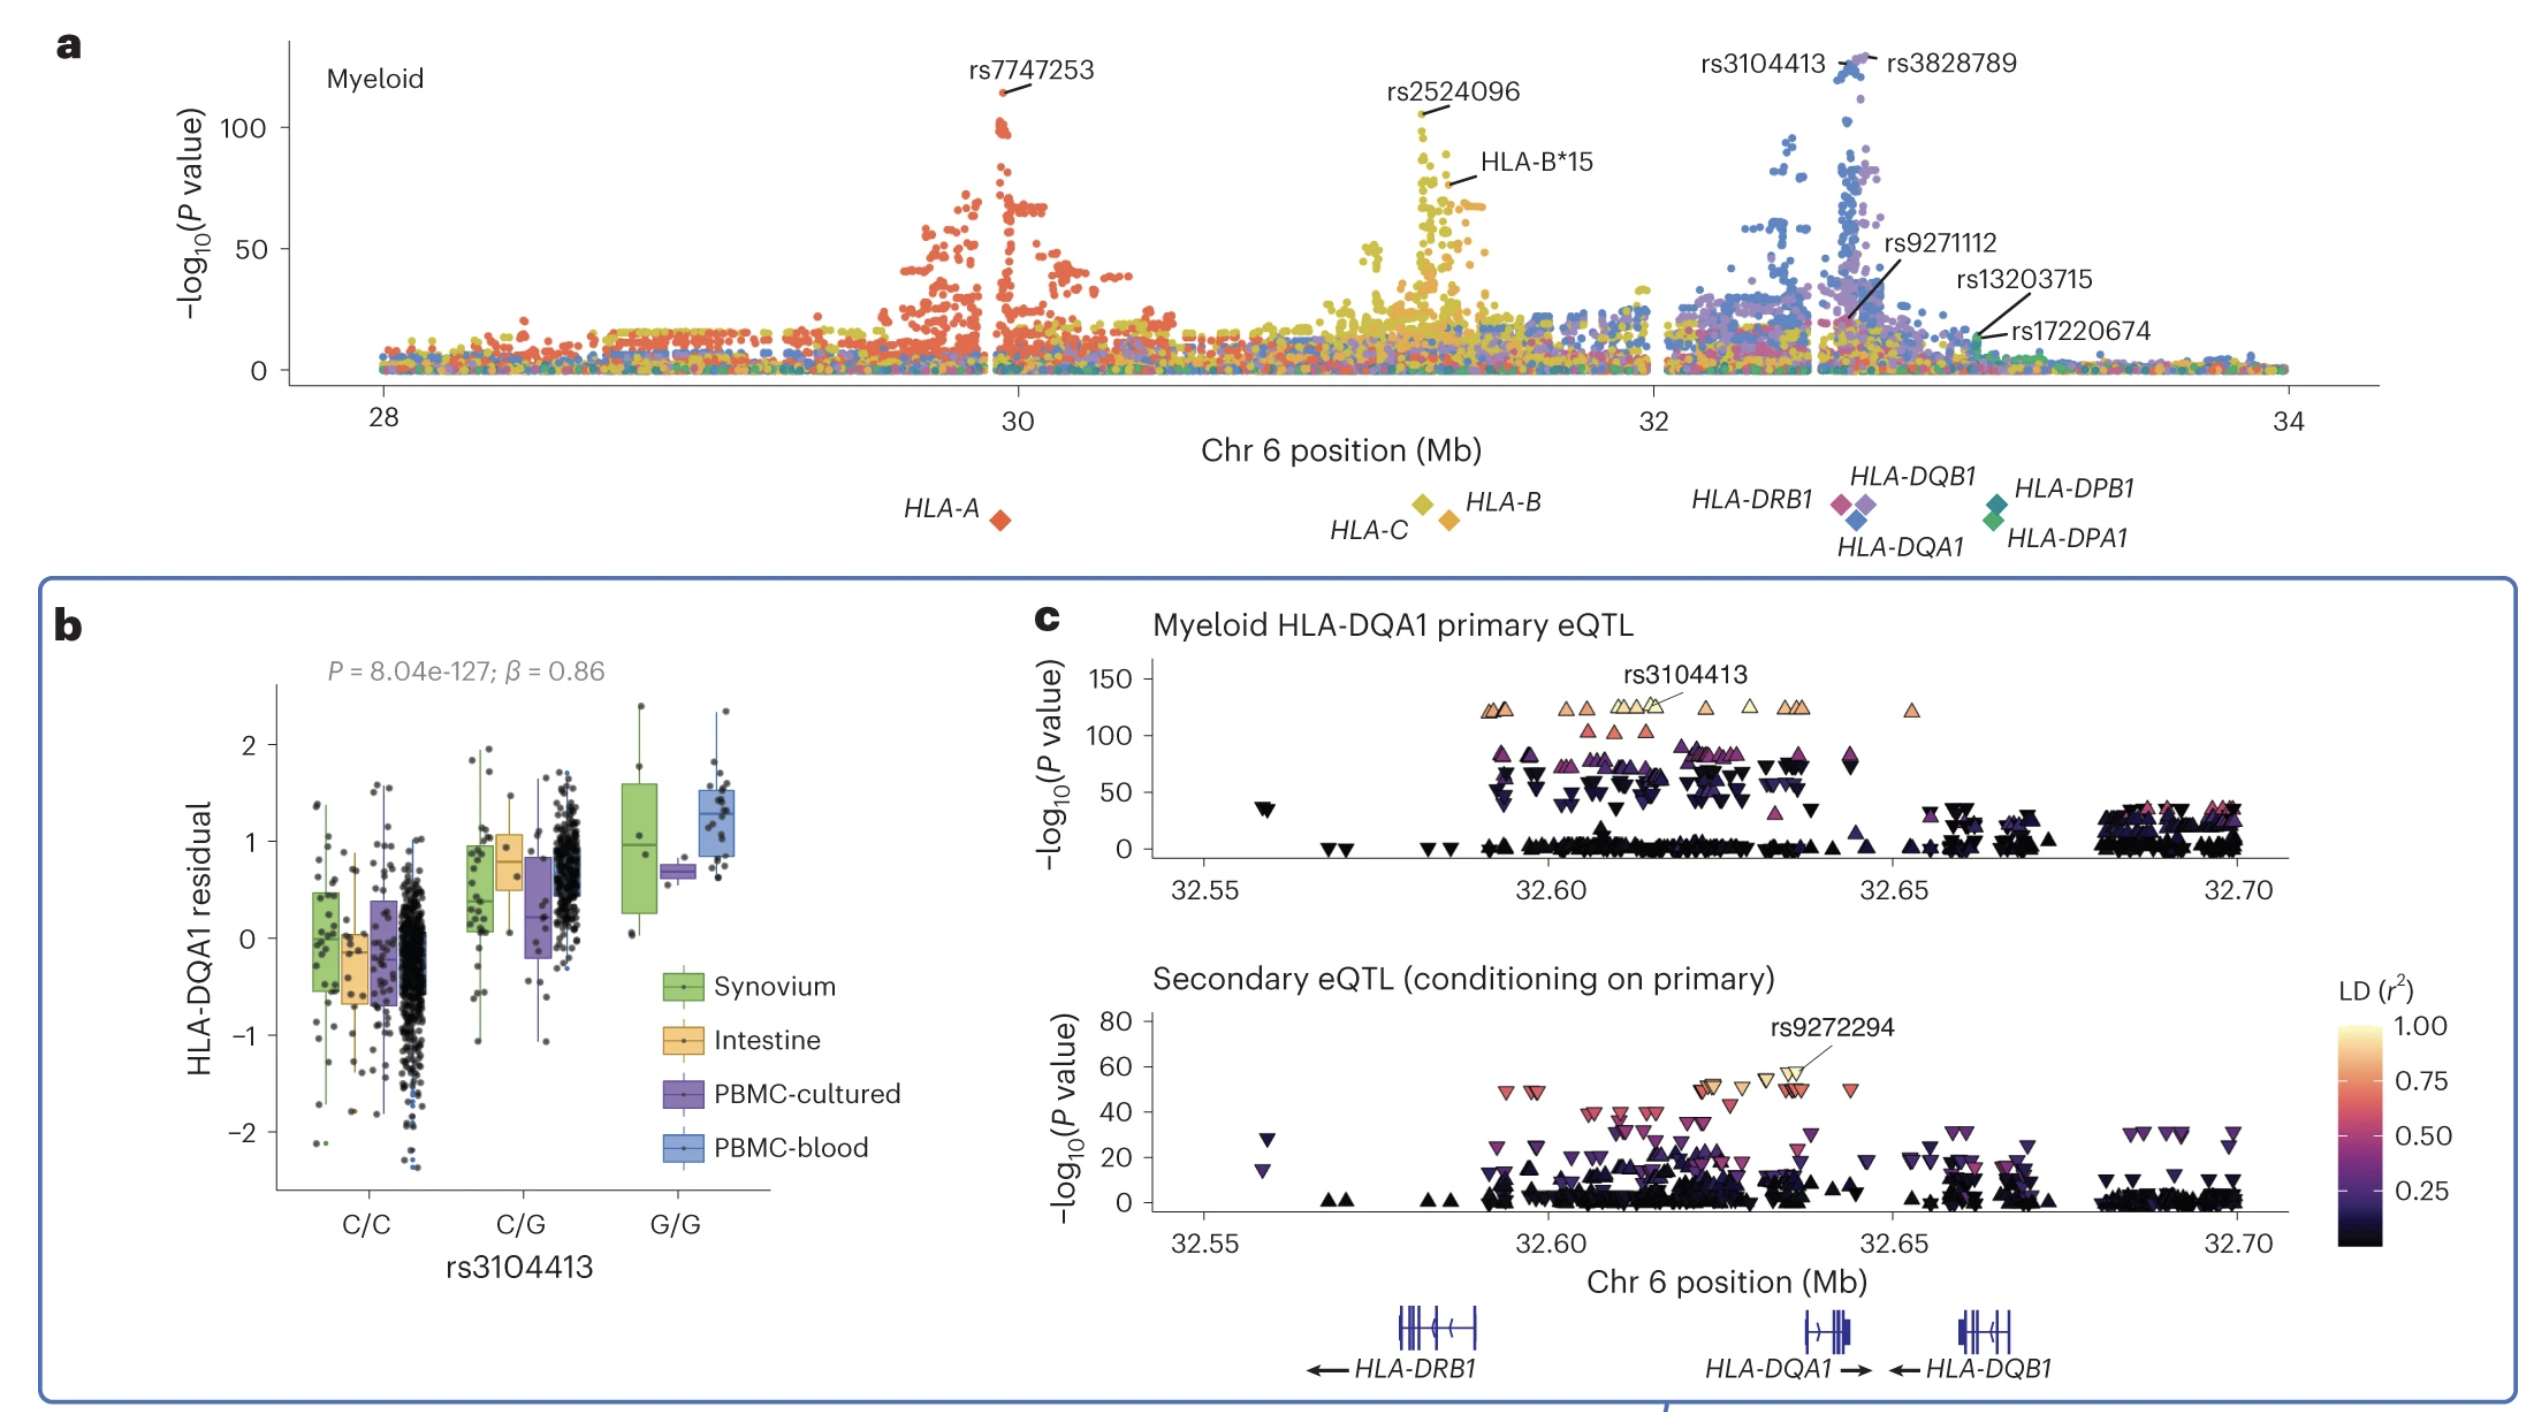 a
Myeloid
rs7747253
rs2524096
HLA-B*15
rs3104413
rs3828789
rs9271112
rs13203715
rs17220674
−log10(P value)
100
50
0
28
30
32
34
Chr 6 position (Mb)
HLA-A
HLA-C
HLA-B
HLA-DRB1
HLA-DQB1
HLA-DQA1
HLA-DPB1
HLA-DPA1
b
P = 8.04e-127; β = 0.86
HLA-DQA1 residual
2
1
0
−1
−2
Synovium
Intestine
PBMC-cultured
PBMC-blood
C/C
C/G
G/G
rs3104413
c
Myeloid HLA-DQA1 primary eQTL
−log10(P value)
150
100
50
0
rs3104413
32.55
32.60
32.65
32.70
Secondary eQTL (conditioning on primary)
−log10(P value)
80
60
40
20
0
rs9272294
32.55
32.60
32.65
32.70
Chr 6 position (Mb)
LD (r2)
1.00
0.75
0.50
0.25
HLA-DRB1
HLA-DQA1
HLA-DQB1